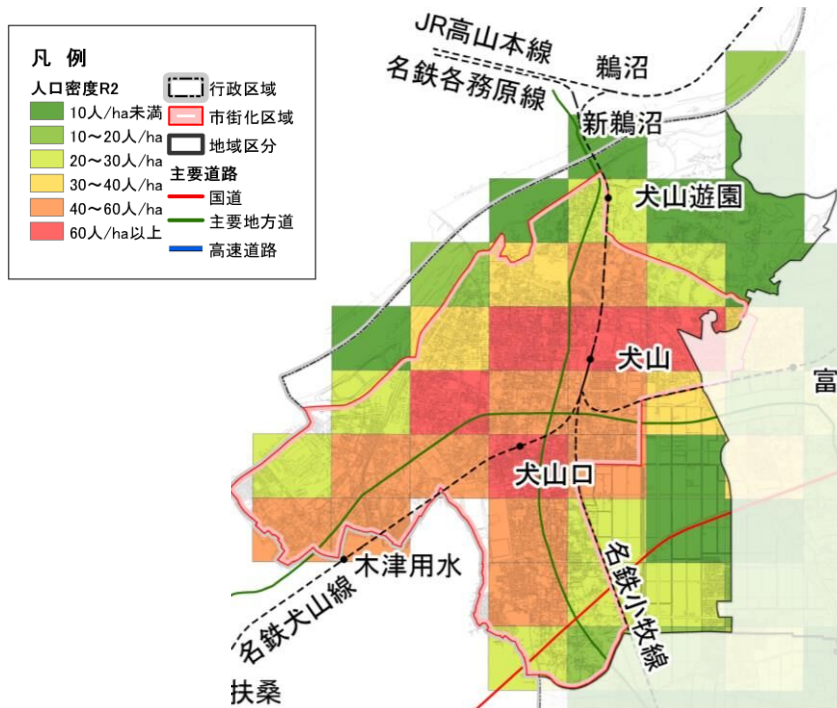 凡 例
人口密度R2
10人/ha未満
10～20人/ha
20～30人/ha
30～40人/ha
40～60人/ha
60人/ha以上
行政区域
市街化区域
地域区分
主要道路
国道
主要地方道
高速道路
JR高山本線
名鉄各務原線
鵜沼
新鵜沼
犬山遊園
犬山
富
犬山口
木津用水
名鉄犬山線
名鉄小牧線
扶桑